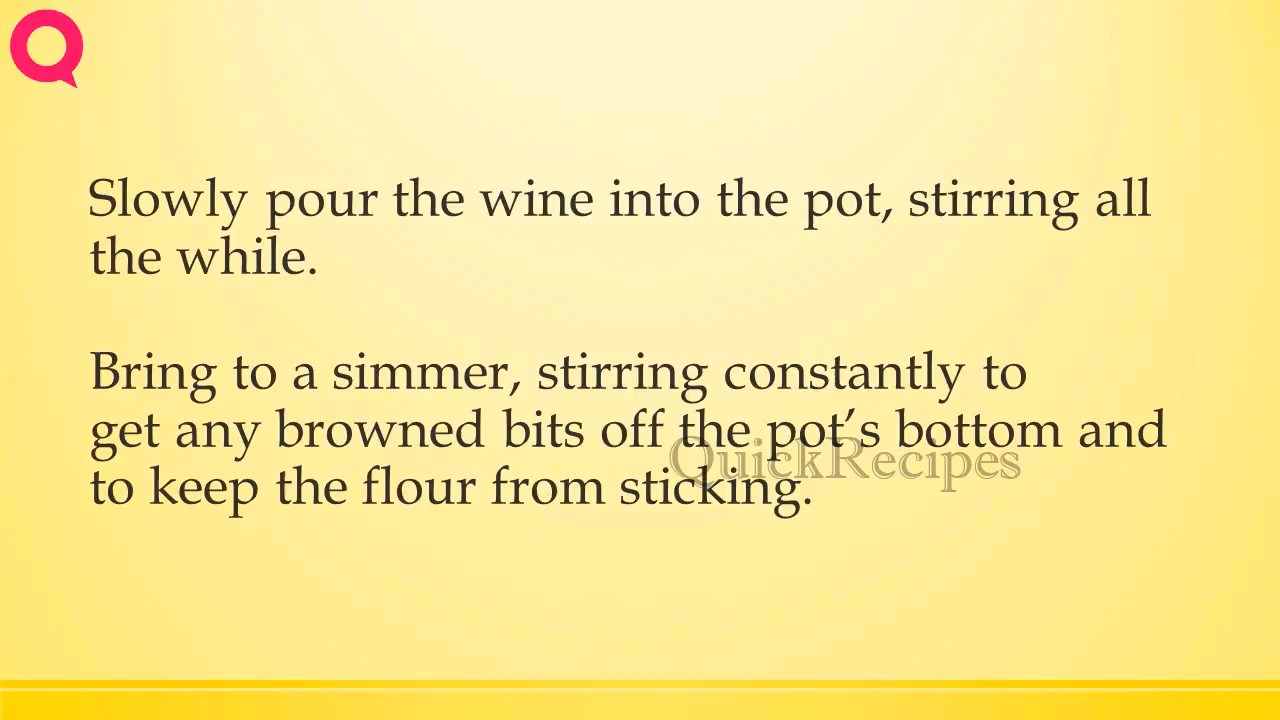 Slowly pour the wine into the pot, stirring all
the while.
Bring to a simmer, stirring constantly to
get any browned bits off the pot’s bottom and
QuickRecipes
to keep the flour from sticking.